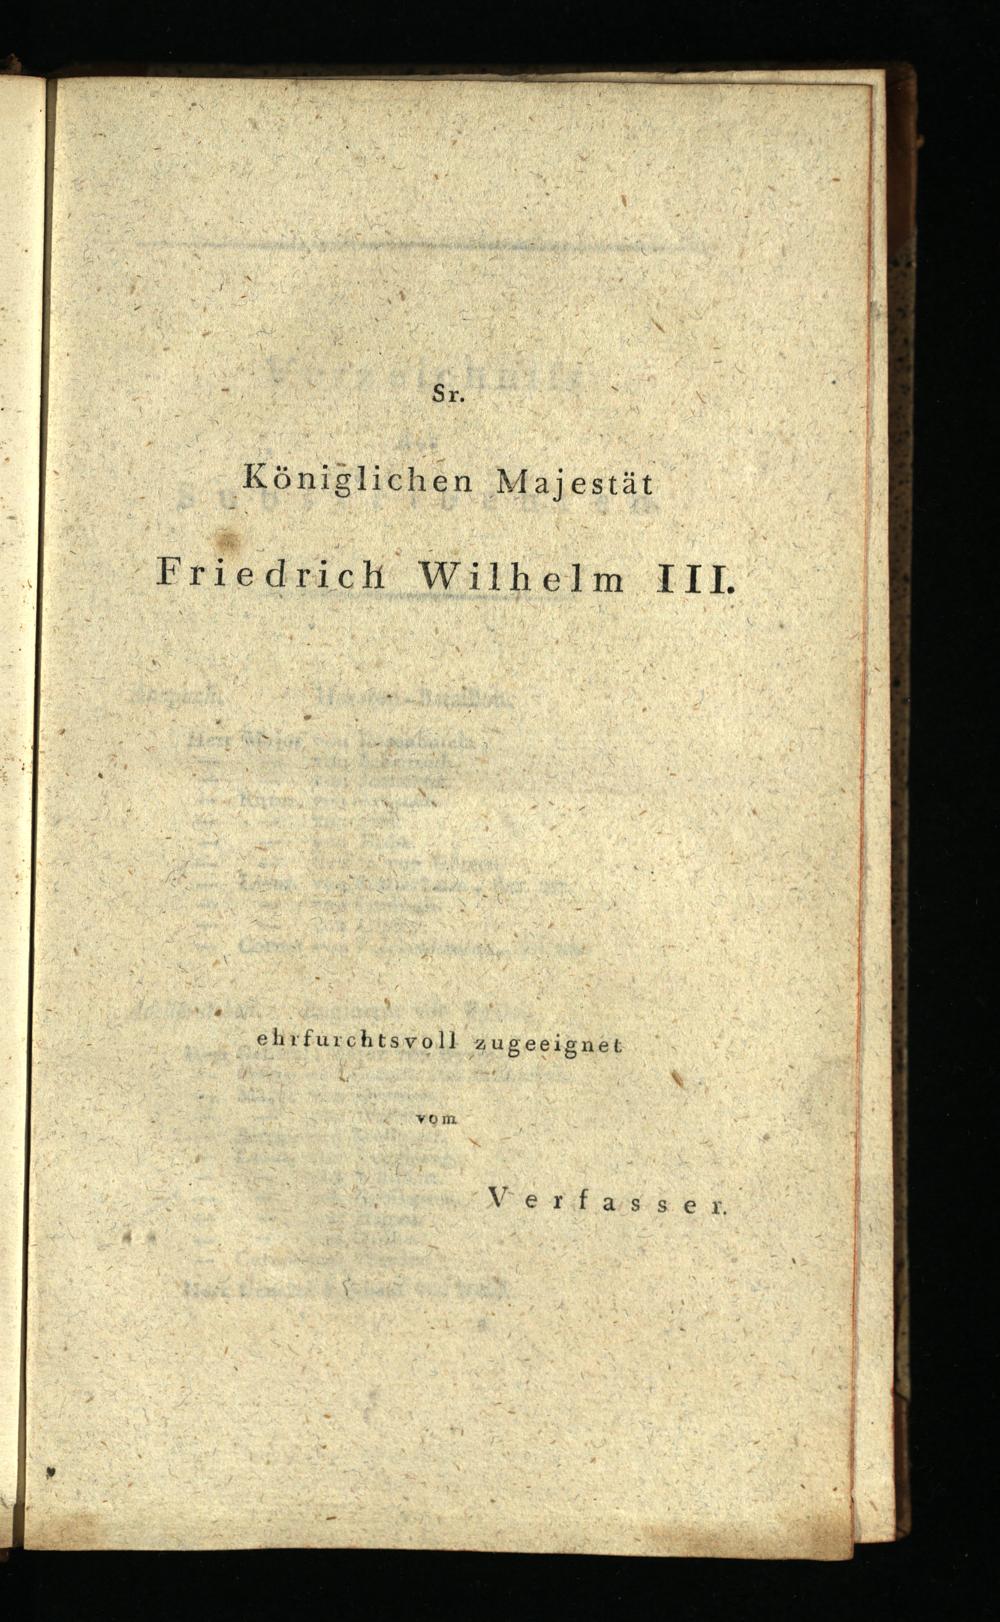 Sr.
Königlichen Majestät
Friedrich Wilhelm III.
ehrfurchtsvoll zugeeignet
vom
Verfasser.